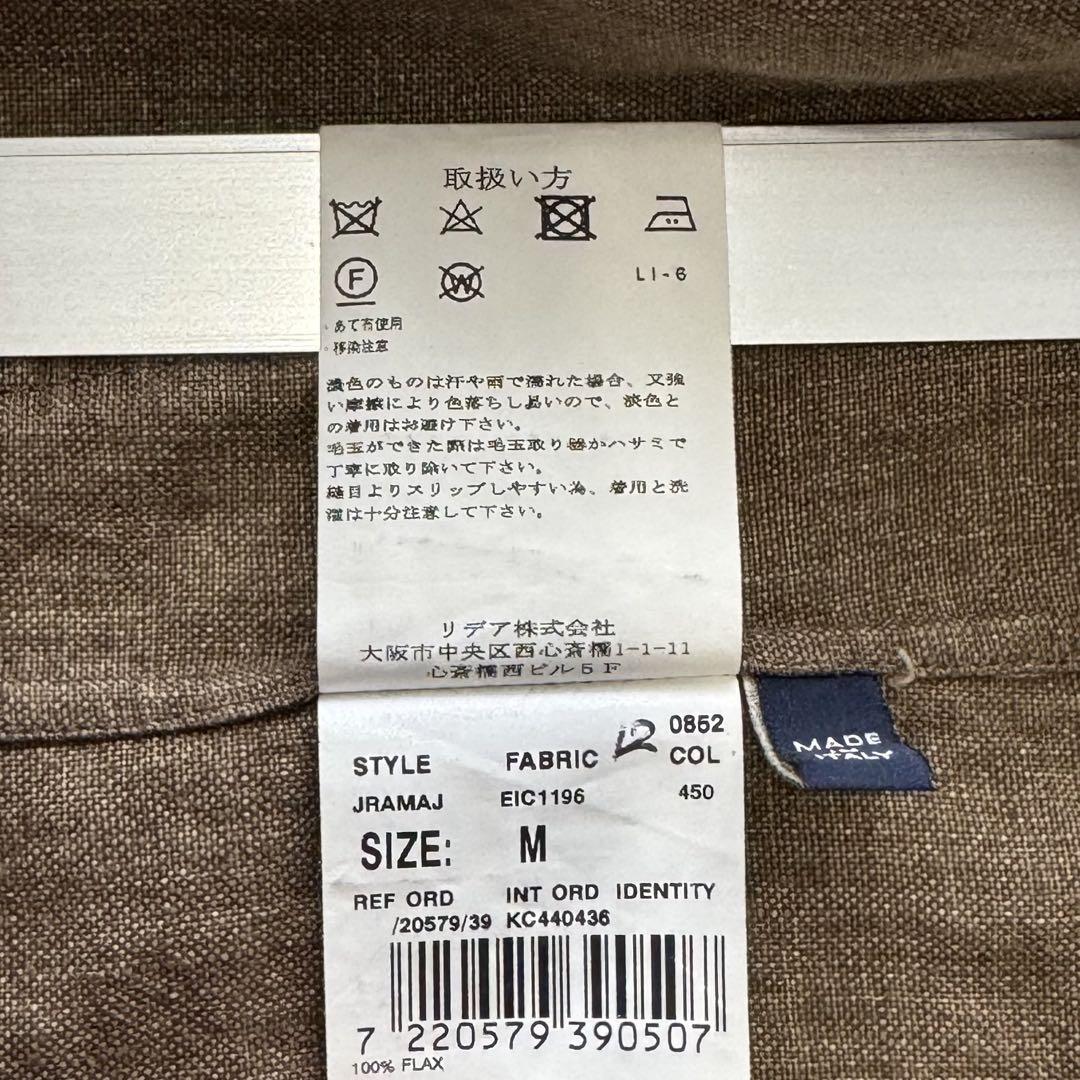 取扱い方
F
W
LI-6
・あて布使用
・移染注意
濃色のものは汗や雨で濡れた場合、又強
い摩擦により色落ちし易いので、淡色と
の着用はお避け下さい。
毛玉ができた際は毛玉取り器かハサミで
丁寧に取り除いて下さい。
縫目よりスリップしやすい為、着用と洗
濯は十分注意して下さい。
リデア株式会社
大阪市中央区西心斎橋1-1-11
心斎橋西ビル5F
12 0852
STYLE FABRIC COL
JRAMAJ EIC1196 450
SIZE: M
REF ORD INT ORD IDENTITY
/20579/39 KC440436
7 220579 390507
100% FLAX
MADE
ITALY